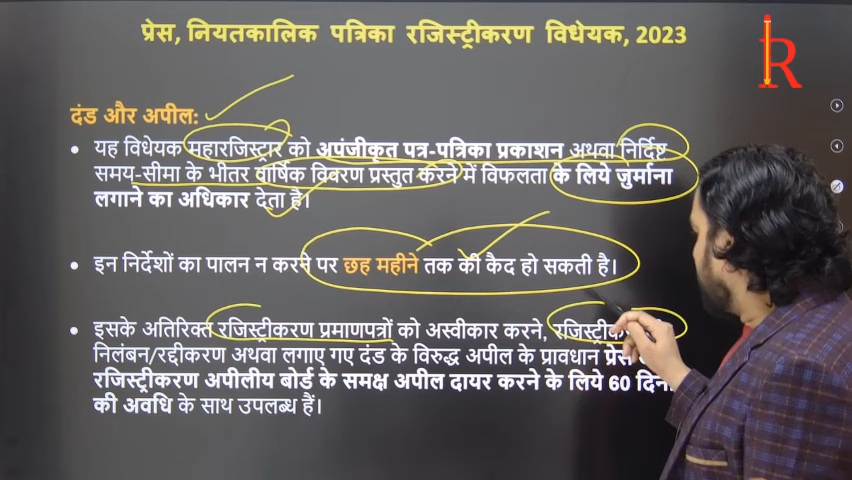 प्रेस, नियतकालिक पत्रिका रजिस्ट्रीकरण विधेयक, 2023
R
दंड और अपील:
• यह विधेयक महारजिस्ट्रार को अपंजीकृत पत्र-पत्रिका प्रकाशन अथवा निर्दिष्ट
समय-सीमा के भीतर वार्षिक विवरण प्रस्तुत करने में विफलता के लिये जुर्माना
लगाने का अधिकार देता है।
• इन निर्देशों का पालन न करने पर छह महीने तक की कैद हो सकती है।
• इसके अतिरिक्त रजिस्ट्रीकरण प्रमाणपत्रों को अस्वीकार करने,
निलंबन/रद्दीकरण अथवा लगाए गए दंड के विरुद्ध अपील के प्रावधान प्रेस
रजिस्ट्रीकरण अपीलीय बोर्ड के समक्ष अपील दायर करने के लिये 60
की अवधि के साथ उपलब्ध हैं।